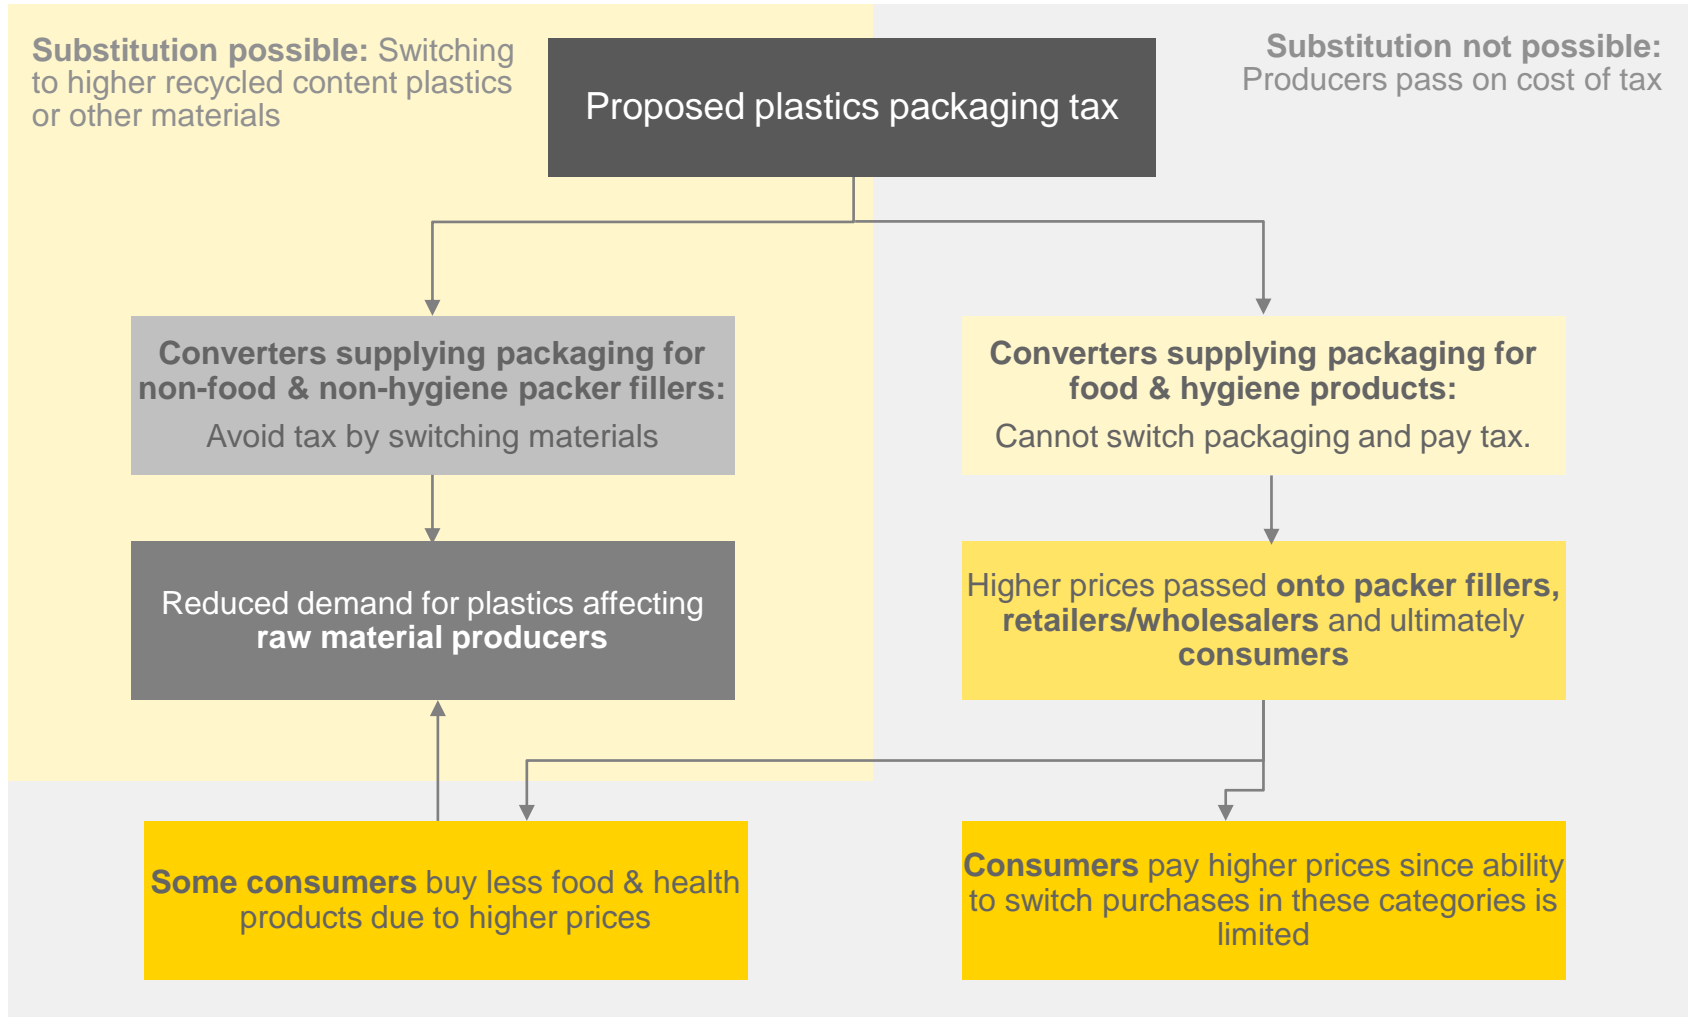 Substitution possible: Switching
to higher recycled content plastics
or other materials
Proposed plastics packaging tax
Substitution not possible:
Producers pass on cost of tax
Converters supplying packaging for
non-food & non-hygiene packer fillers:
Avoid tax by switching materials
Converters supplying packaging for
food & hygiene products:
Cannot switch packaging and pay tax.
Reduced demand for plastics affecting
raw material producers
Higher prices passed onto packer fillers,
retailers/wholesalers and ultimately
consumers
Some consumers buy less food & health
products due to higher prices
Consumers pay higher prices since ability
to switch purchases in these categories is
limited